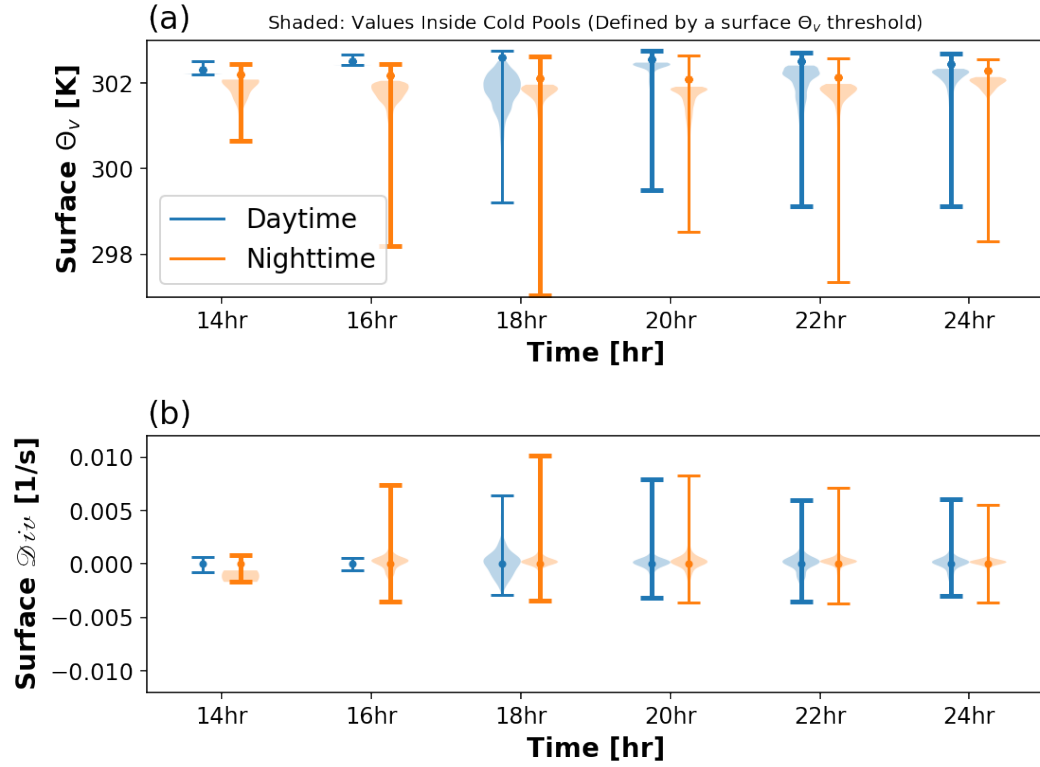 (a)
Shaded: Values Inside Cold Pools (Defined by a surface Θv threshold)
Surface Θv [K]
302
300
298
Daytime
Nighttime
14hr 16hr 18hr 20hr 22hr 24hr
Time [hr]
(b)
Surface 𝒟𝒾𝓋 [1/s]
0.010
0.005
0.000
−0.005
−0.010
14hr 16hr 18hr 20hr 22hr 24hr
Time [hr]